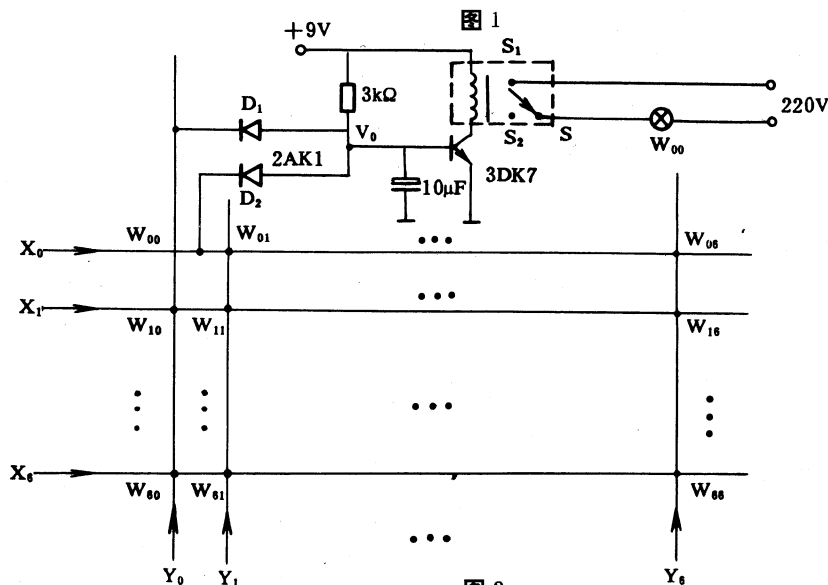 图 1
+9V
S₁
3kΩ
D₁
220V
V₀
S₂
S
2AK1
W₀₀
D₂
10μF
3DK7
W₀₀
W₀₁
W₀₆
X₀
X₁
W₁₀
W₁₁
W₁₆
X₆
W₆₀
W₆₁
W₆₆
Y₀
Y₁
Y₆